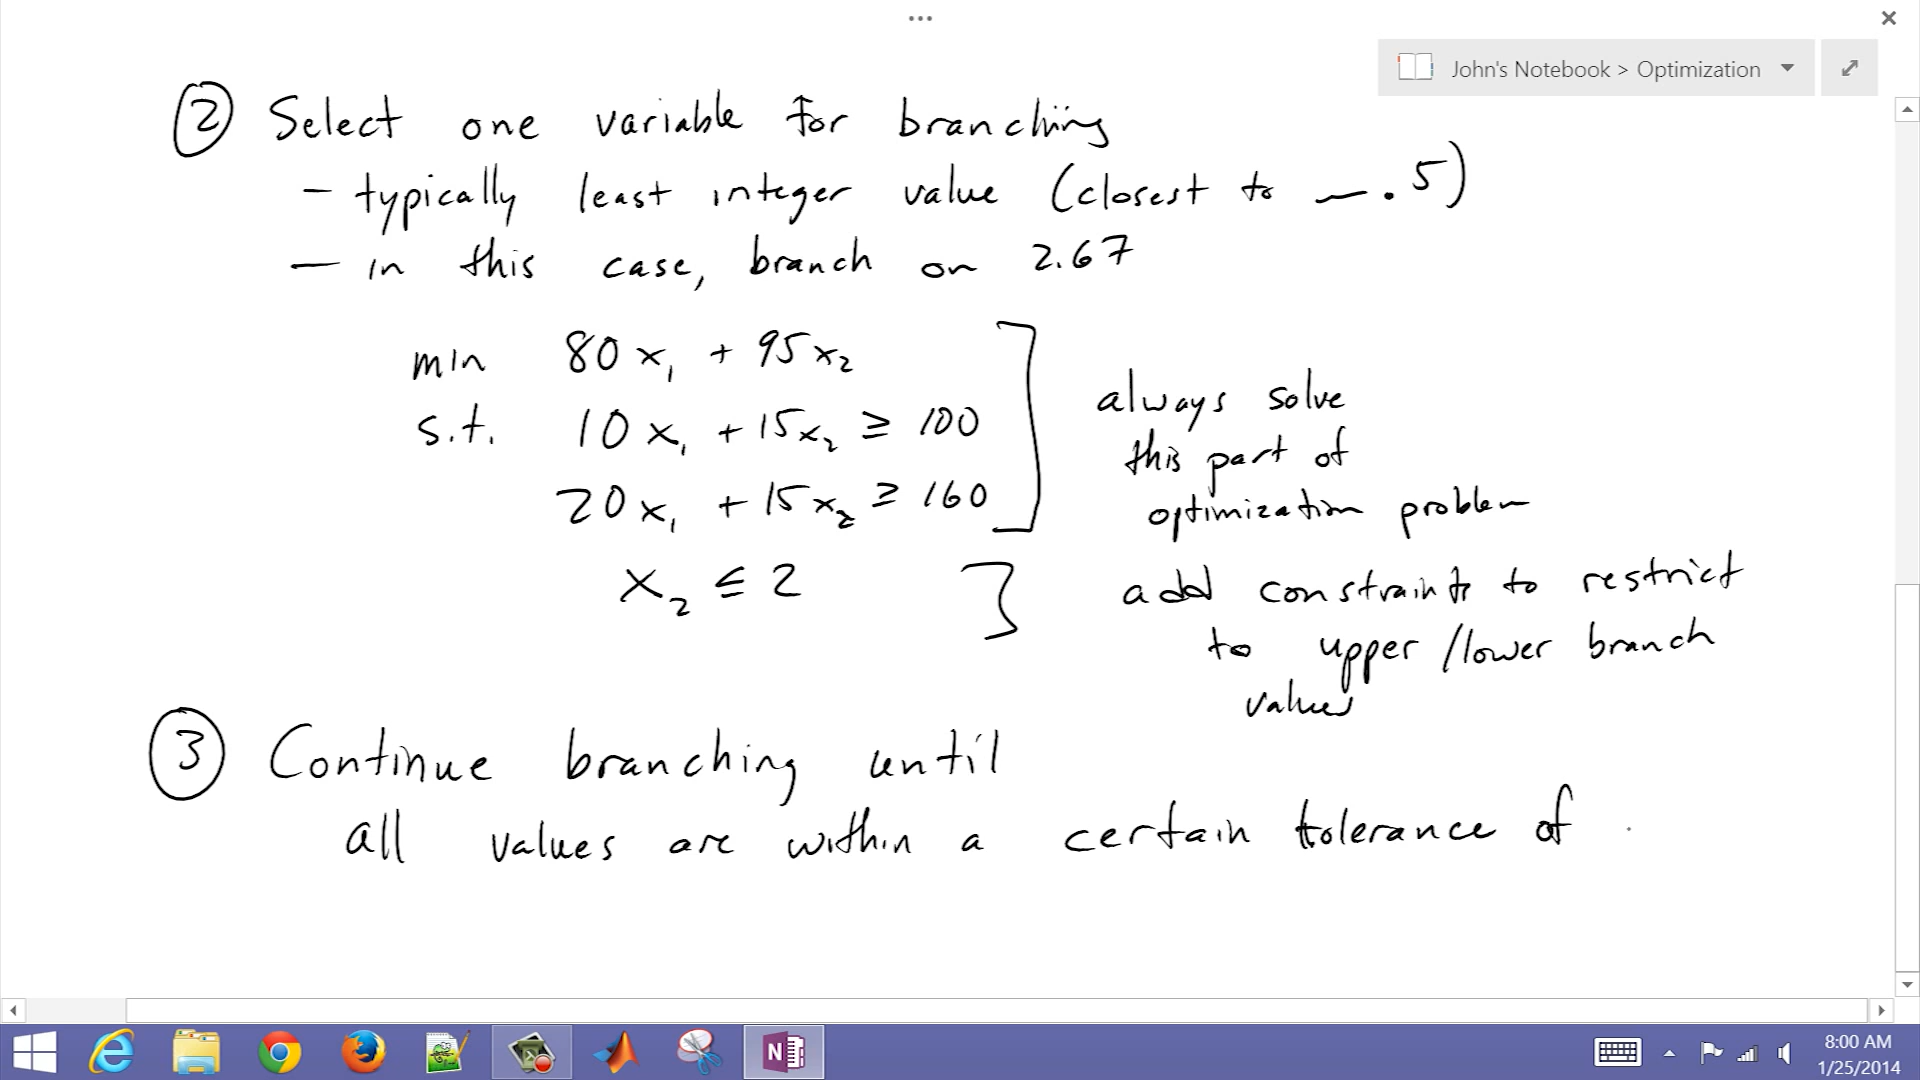 John's Notebook > Optimization
② Select one variable for branching
- typically least integer value (closest to _.5)
- in this case, branch on 2.67
min 80x₁ + 95x₂
s.t. 10x₁ + 15x₂ ≥ 100
20x₁ + 15x₂ ≥ 160
always solve
this part of
optimization problem
x₂ ≤ 2
add constraints to restrict
to upper/lower branch
values
③ Continue branching until
all values are within a certain tolerance of
N
8:00 AM
1/25/2014